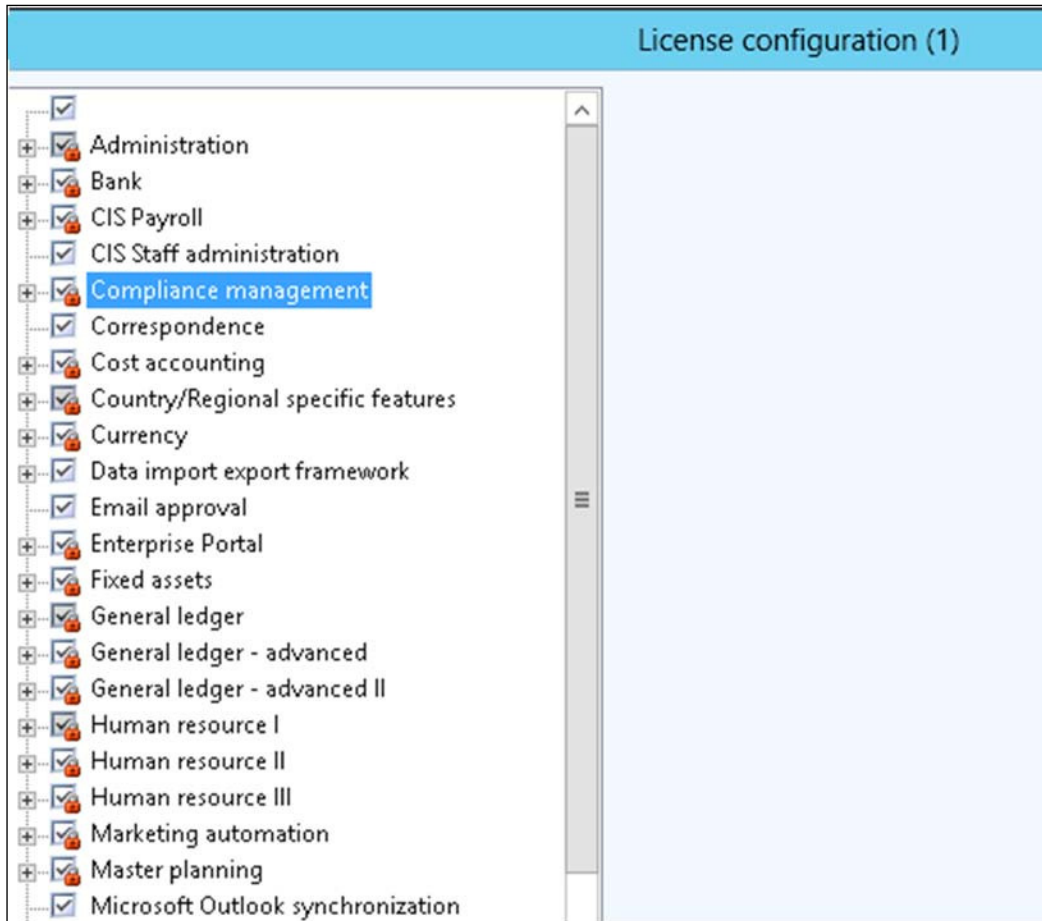 License configuration (1)
Administration
Bank
CIS Payroll
CIS Staff administration
Compliance management
Correspondence
Cost accounting
Country/Regional specific features
Currency
Data import export framework
Email approval
Enterprise Portal
Fixed assets
General ledger
General ledger - advanced
General ledger - advanced II
Human resource I
Human resource II
Human resource III
Marketing automation
Master planning
Microsoft Outlook synchronization